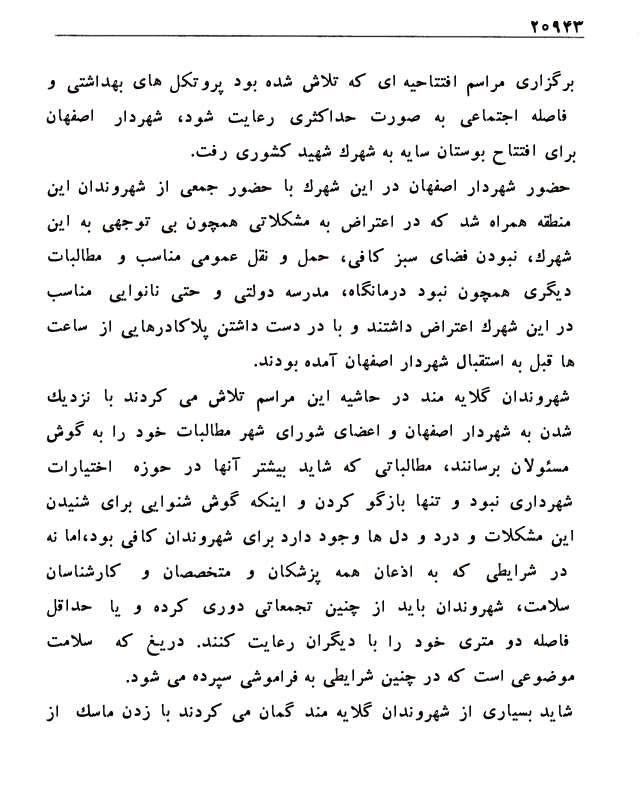 ۲۰۹۴۳
برگزاری مراسم افتتاحیه ای که تلاش شده بود پروتکل های بهداشتی و
فاصله اجتماعی به صورت حداکثری رعایت شود، شهردار اصفهان
برای افتتاح بوستان سایه به شهرك شهید کشوری رفت.
حضور شهردار اصفهان در این شهرك با حضور جمعی از شهروندان این
منطقه همراه شد که در اعتراض به مشکلاتی همچون بی توجهی به این
شهرك، نبودن فضای سبز کافی، حمل و نقل عمومی مناسب و مطالبات
دیگری همچون نبود درمانگاه، مدرسه دولتی و حتی نانوایی مناسب
در این شهرك اعتراض داشتند و با در دست داشتن پلاکادرهایی از ساعت
ها قبل به استقبال شهردار اصفهان آمده بودند.
شهروندان گلایه مند در حاشیه این مراسم تلاش می کردند با نزدیك
شدن به شهردار اصفهان و اعضای شورای شهر مطالبات خود را به گوش
مسئولان برسانند، مطالباتی که شاید بیشتر آنها در حوزه اختیارات
شهرداری نبود و تنها بازگو کردن و اینکه گوش شنوایی برای شنیدن
این مشکلات و درد و دل ها وجود دارد برای شهروندان کافی بود،اما نه
در شرایطی که به اذعان همه پزشکان و متخصصان و کارشناسان
سلامت، شهروندان باید از چنین تجمعاتی دوری کرده و یا حداقل
فاصله دو متری خود را با دیگران رعایت کنند. دریغ که سلامت
موضوعی است که در چنین شرایطی به فراموشی سپرده می شود.
شاید بسیاری از شهروندان گلایه مند گمان می کردند با زدن ماسك از